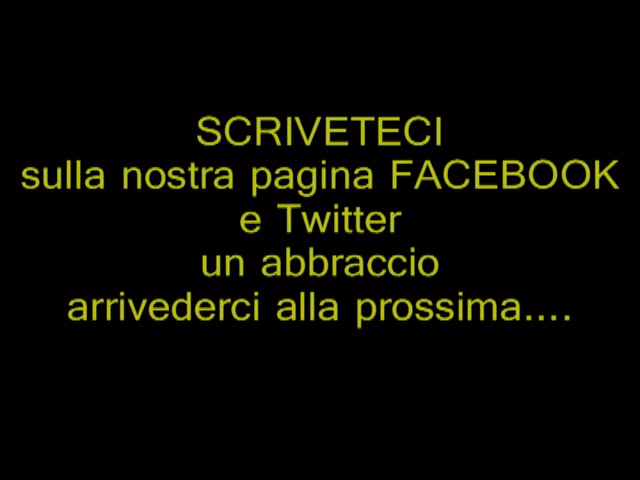 SCRIVETECI
sulla nostra pagina FACEBOOK
e Twitter
un abbraccio
arrivederci alla prossima....